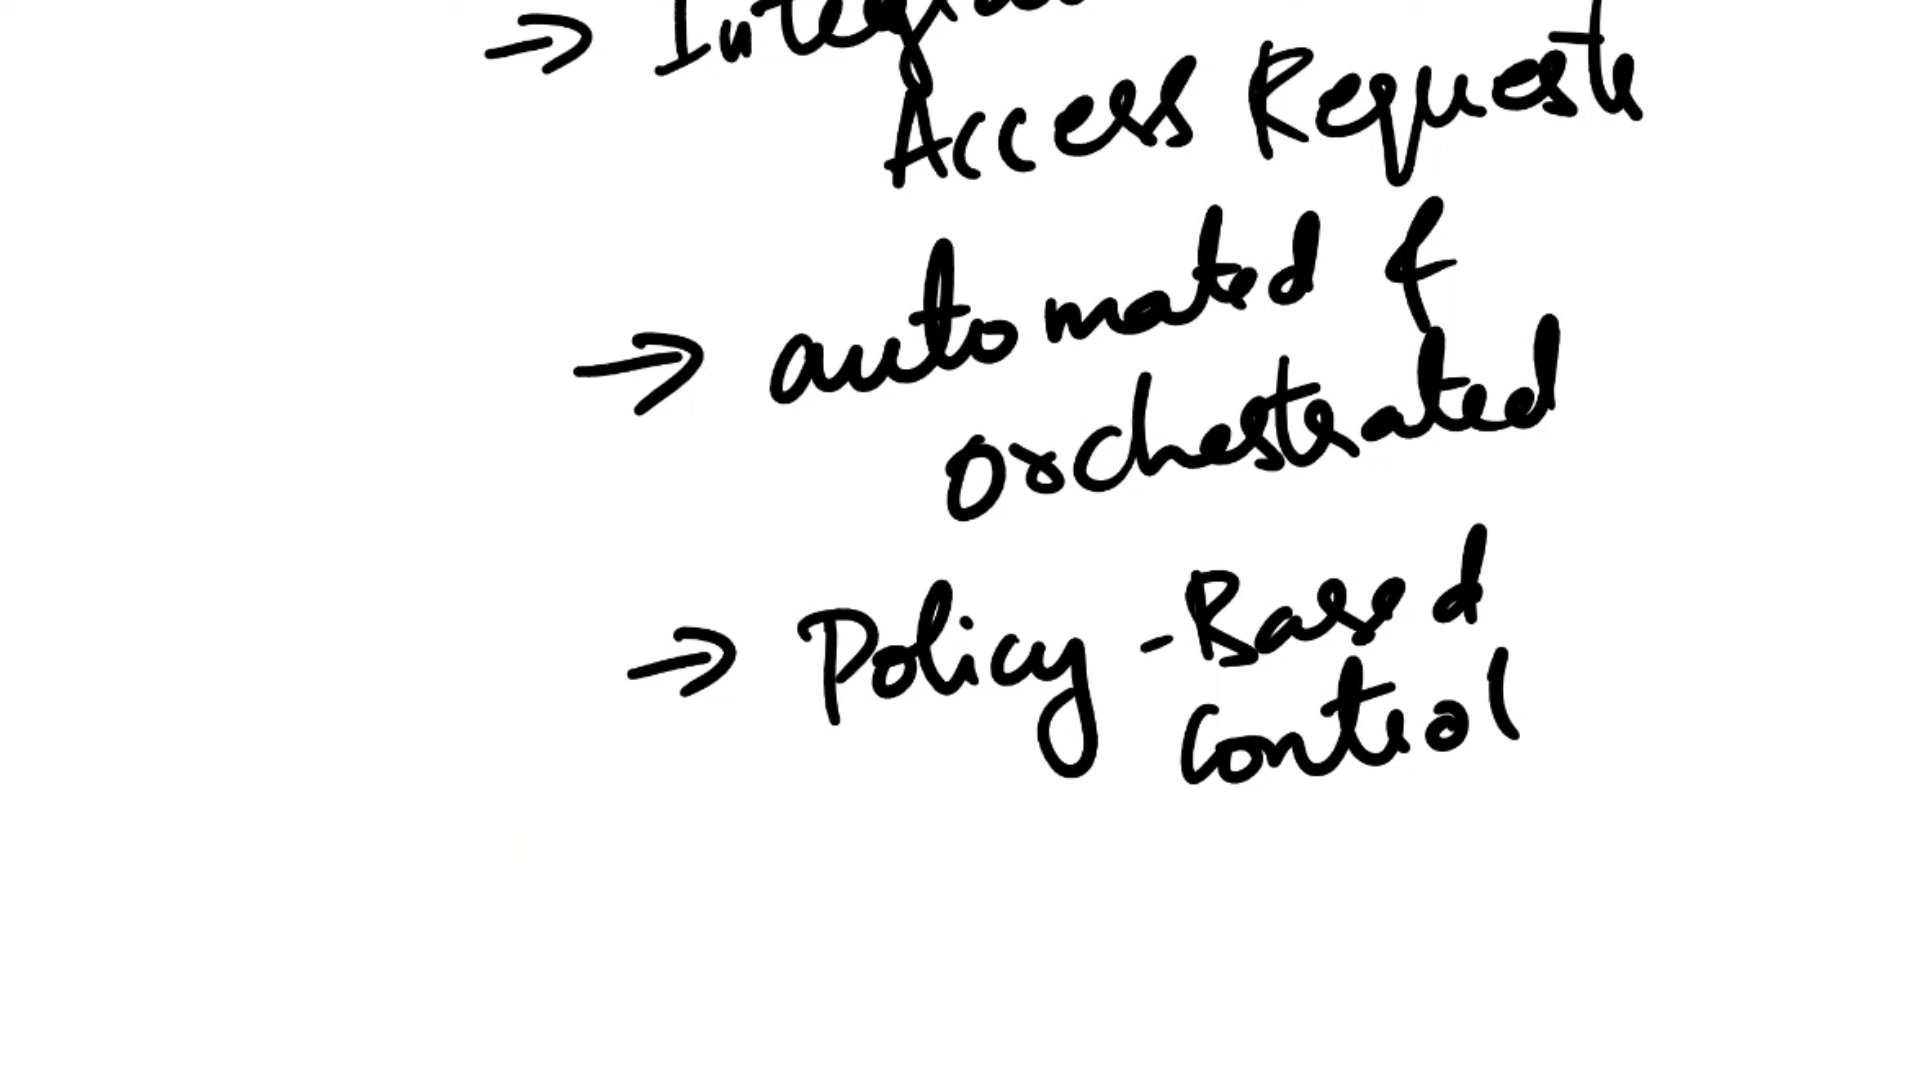 →
Access Requests
→ automated &
orchestrated
→ Policy-Based
Control